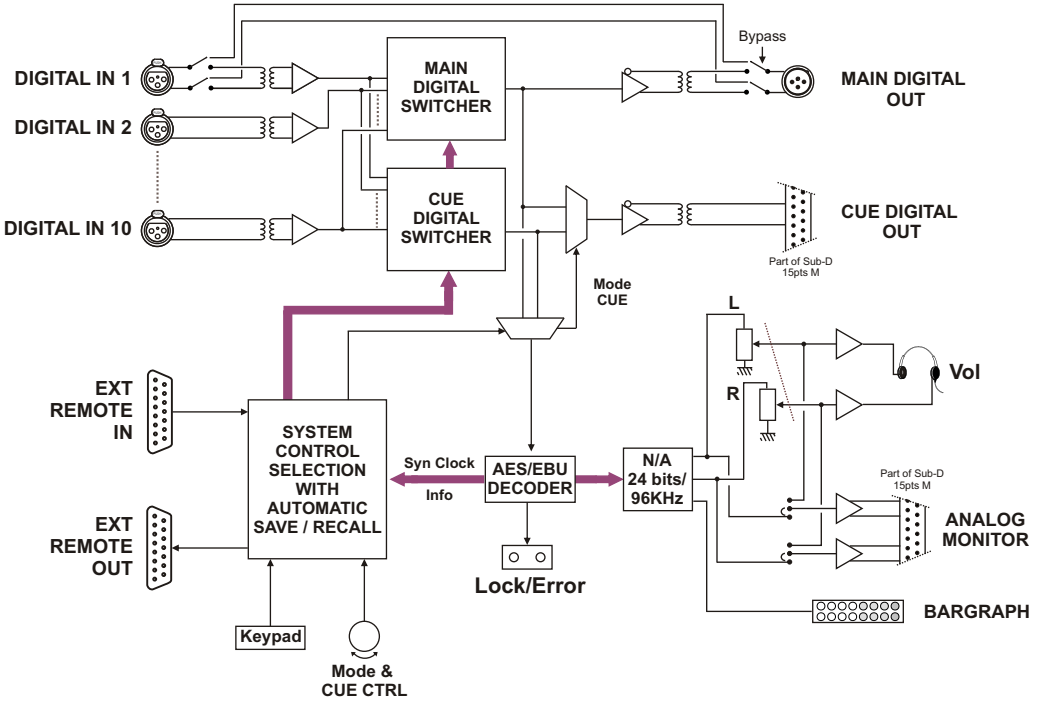 Bypass
DIGITAL IN 1
MAIN
DIGITAL
SWITCHER
MAIN DIGITAL
OUT
DIGITAL IN 2
DIGITAL IN 10
CUE
DIGITAL
SWITCHER
CUE DIGITAL
OUT
Part of Sub-D
15pts M
Mode
CUE
L
R
Vol
EXT
REMOTE
IN
SYSTEM
CONTROL
SELECTION
WITH
AUTOMATIC
SAVE / RECALL
Syn Clock
Info
AES/EBU
DECODER
N/A
24 bits/
96KHz
Part of Sub-D
15pts M
ANALOG
MONITOR
EXT
REMOTE
OUT
Lock/Error
BARGRAPH
Keypad
Mode &
CUE CTRL